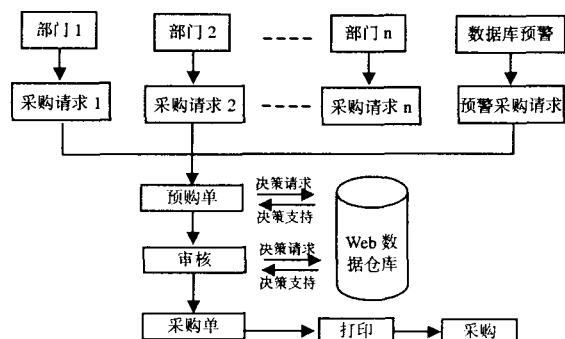 部门 1
部门 2
部门 n
数据库预警
采购请求 1
采购请求 2
采购请求 n
预警采购请求
预购单
决策请求
决策支持
Web 数
据仓库
审核
决策请求
决策支持
采购单
打印
采购